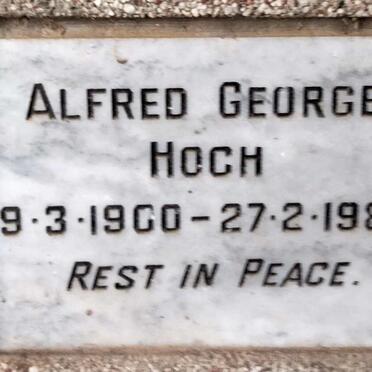 ALFRED GEORGE
HOCH
9·3·1900–27·2·198
REST IN PEACE.